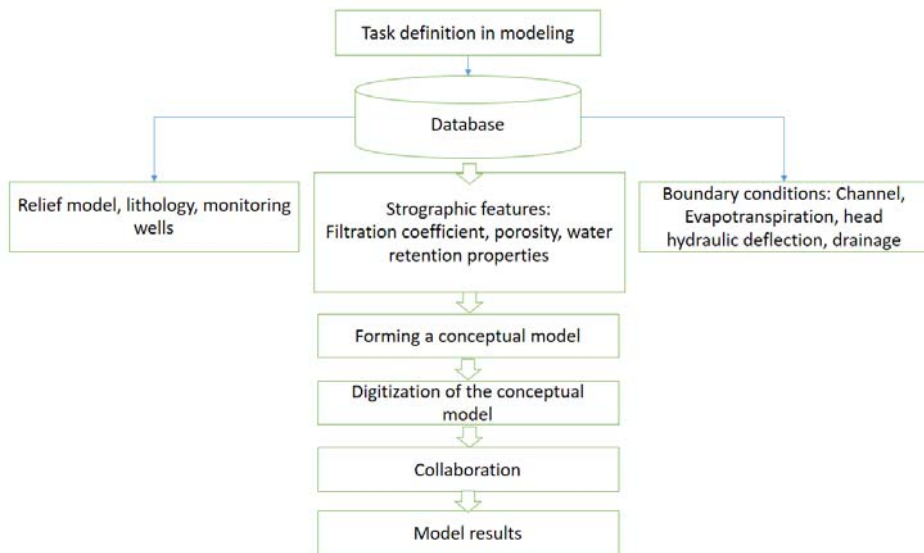 Task definition in modeling
Database
Relief model, lithology, monitoring
wells
Strographic features:
Filtration coefficient, porosity, water
retention properties
Boundary conditions: Channel,
Evapotranspiration, head
hydraulic deflection, drainage
Forming a conceptual model
Digitization of the conceptual
model
Collaboration
Model results